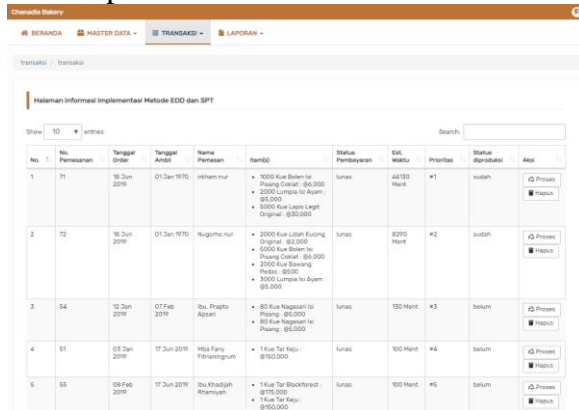 Chanadie Bakery
BERANDA MASTER DATA TRANSAKSI LAPORAN
transaksi / transaksi
Halaman Informasi Implementasi Metode EDD dan SPT
Show 10 entries Search:
No. No. Pemesanan Tanggal Order Tanggal Ambil Nama Pemesan Item(s) Status Pembayaran Est. Waktu Prioritas Status diproduksi Aksi
1 71 18 Jun 2019 01 Jan 1970 irkham nur lunas #1 sudah Proses
Hapus
1000 Kue Bolen Isi Pisang Coklat : @6,000
2000 Lumpia Isi Ayam : @5,000
5000 Kue Lapis Legit Original : @30,000
2 72 18 Jun 2019 01 Jan 1970 Nugorho nur lunas 8290 Menit #2 sudah Proses
Hapus
2000 Kue Lidah Kucing Original : @2,000
5000 Kue Bolen Isi Pisang Coklat : @6,000
2000 Kue Bawang Pedas : @500
3000 Lumpia Isi Ayam : @5,000
3 54 12 Jan 2019 07 Feb 2019 Ibu. Prapto Apsari lunas 130 Menit #3 belum Proses
Hapus
80 Kue Nagasari Isi Pisang : @5,000
80 Kue Nagasari Isi Pisang : @5,000
4 51 03 Jan 2019 17 Jun 2019 Mba Fany Fitrianingrum lunas 100 Menit #4 belum Proses
Hapus
1 Kue Tar Keju : @150,000
5 55 08 Feb 2019 17 Jun 2019 Ibu Khadijah Rhamiyah lunas 100 Menit #5 belum Proses
Hapus
1 Kue Tar Blackforest : @175,000
1 Kue Tar Keju : @150,000